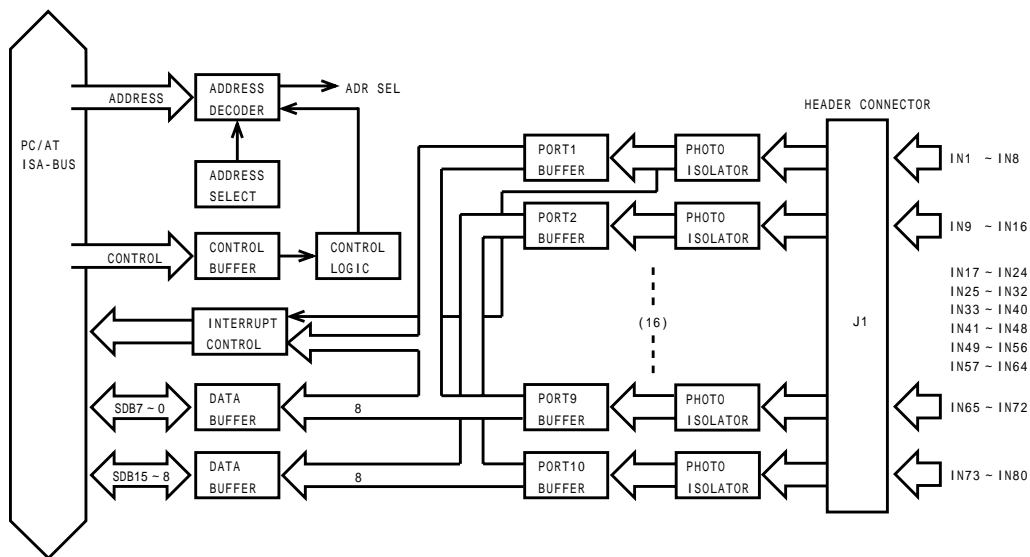 PC/AT
ISA-BUS
ADDRESS
ADDRESS
DECODER
ADR SEL
ADDRESS
SELECT
CONTROL
CONTROL
BUFFER
CONTROL
LOGIC
INTERRUPT
CONTROL
SDB7 ~ 0
DATA
BUFFER
8
SDB15 ~ 8
DATA
BUFFER
8
PORT1
BUFFER
PHOTO
ISOLATOR
PORT2
BUFFER
PHOTO
ISOLATOR
(16)
PORT9
BUFFER
PHOTO
ISOLATOR
PORT10
BUFFER
PHOTO
ISOLATOR
HEADER CONNECTOR
J1
IN1 ~ IN8
IN9 ~ IN16
IN17 ~ IN24
IN25 ~ IN32
IN33 ~ IN40
IN41 ~ IN48
IN49 ~ IN56
IN57 ~ IN64
IN65 ~ IN72
IN73 ~ IN80